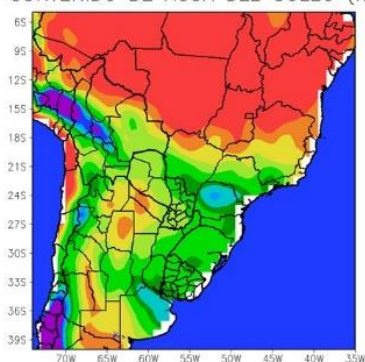 CONTENIDO DE AGUA DEL SUELO
6S
9S
12S
15S
18S
21S
24S
27S
30S
33S
36S
39S
70W 65W 60W 55W 50W 45W 40W 35W